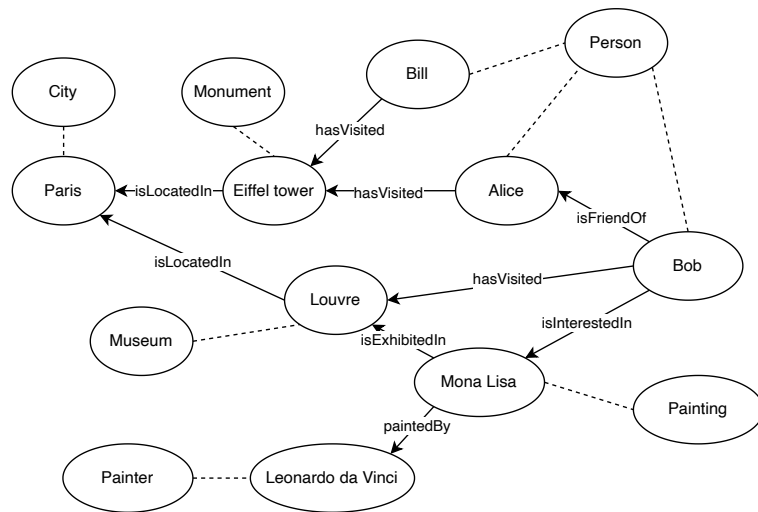 Person
Bill
City
Monument
hasVisited
Paris
isLocatedIn
Eiffel tower
hasVisited
Alice
isFriendOf
isLocatedIn
hasVisited
Bob
Louvre
isInterestedIn
Museum
isExhibitedIn
Mona Lisa
Painting
paintedBy
Painter
Leonardo da Vinci